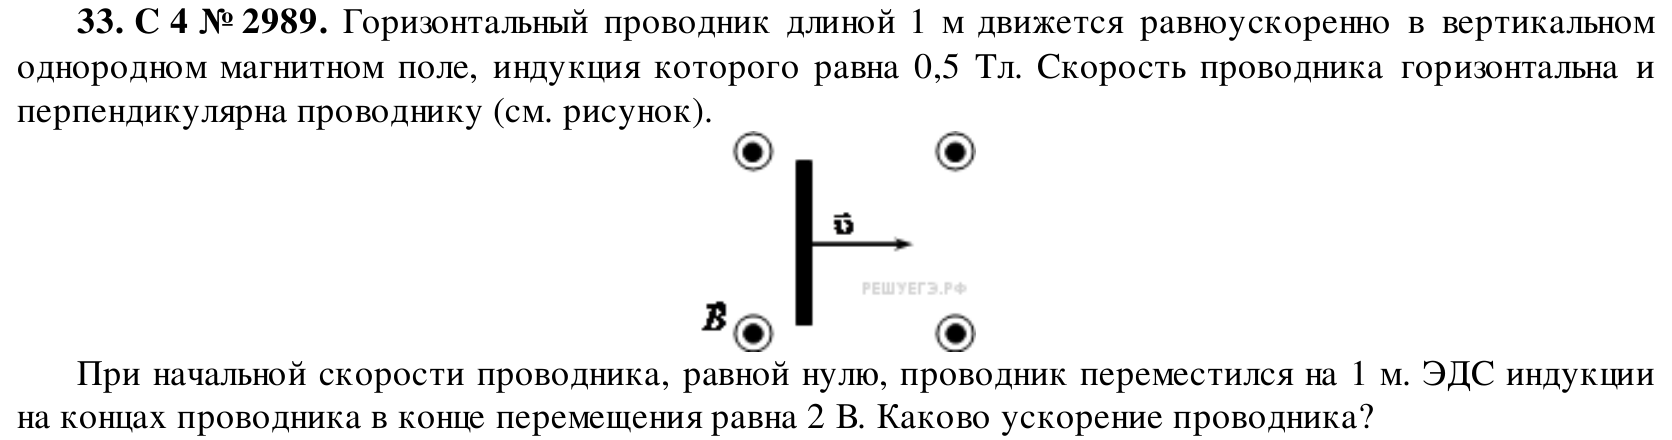 33. С 4 № 2989. Горизонтальный проводник длиной 1 м движется равноускоренно в вертикальном
однородном магнитном поле, индукция которого равна 0,5 Тл. Скорость проводника горизонтальна и
перпендикулярна проводнику (см. рисунок).
υ⃗
РЕШУЕГЭ.РФ
B⃗
При начальной скорости проводника, равной нулю, проводник переместился на 1 м. ЭДС индукции
на концах проводника в конце перемещения равна 2 В. Каково ускорение проводника?